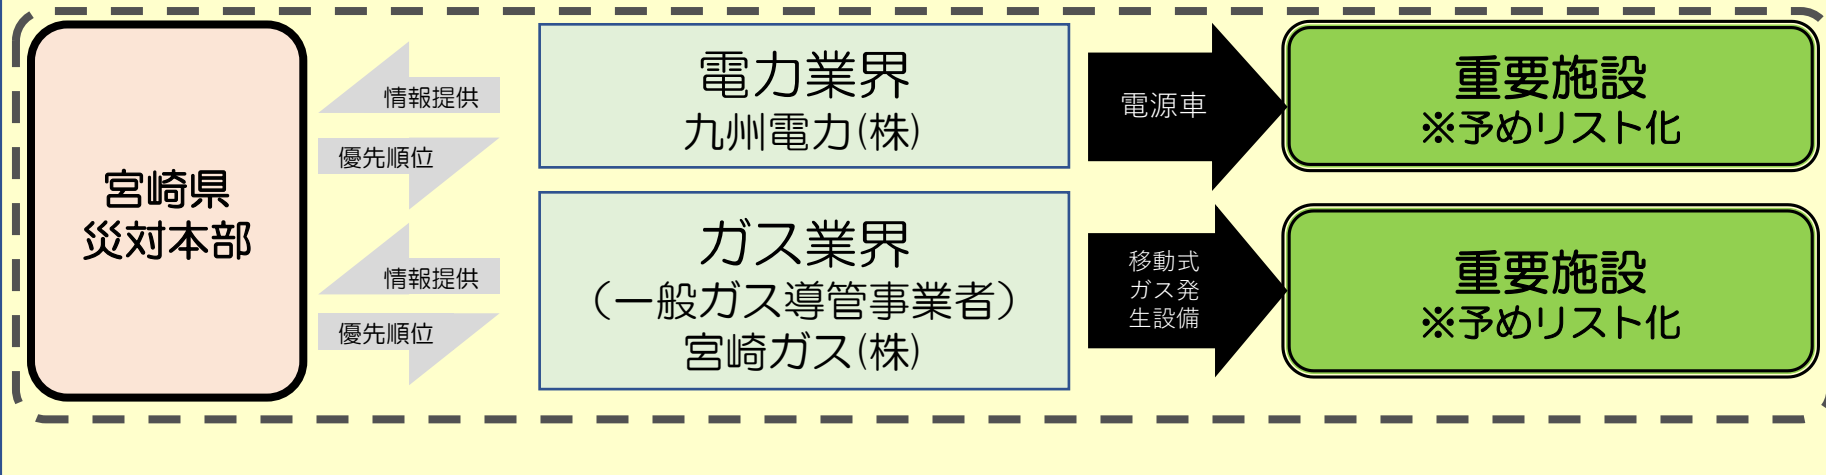 宮崎県
災対本部
情報提供
優先順位
情報提供
優先順位
電力業界
九州電力(株)
ガス業界
（一般ガス導管事業者）
宮崎ガス(株)
電源車
移動式
ガス発
生設備
重要施設
※予めリスト化
重要施設
※予めリスト化